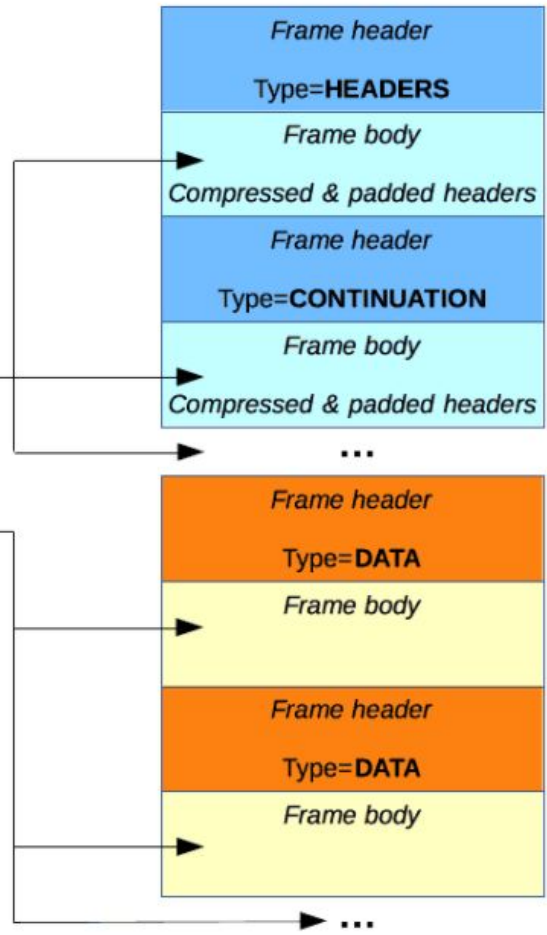 Frame header
Type=HEADERS
Frame body
Compressed & padded headers
Frame header
Type=CONTINUATION
Frame body
Compressed & padded headers
...
Frame header
Type=DATA
Frame body
Frame header
Type=DATA
Frame body
...